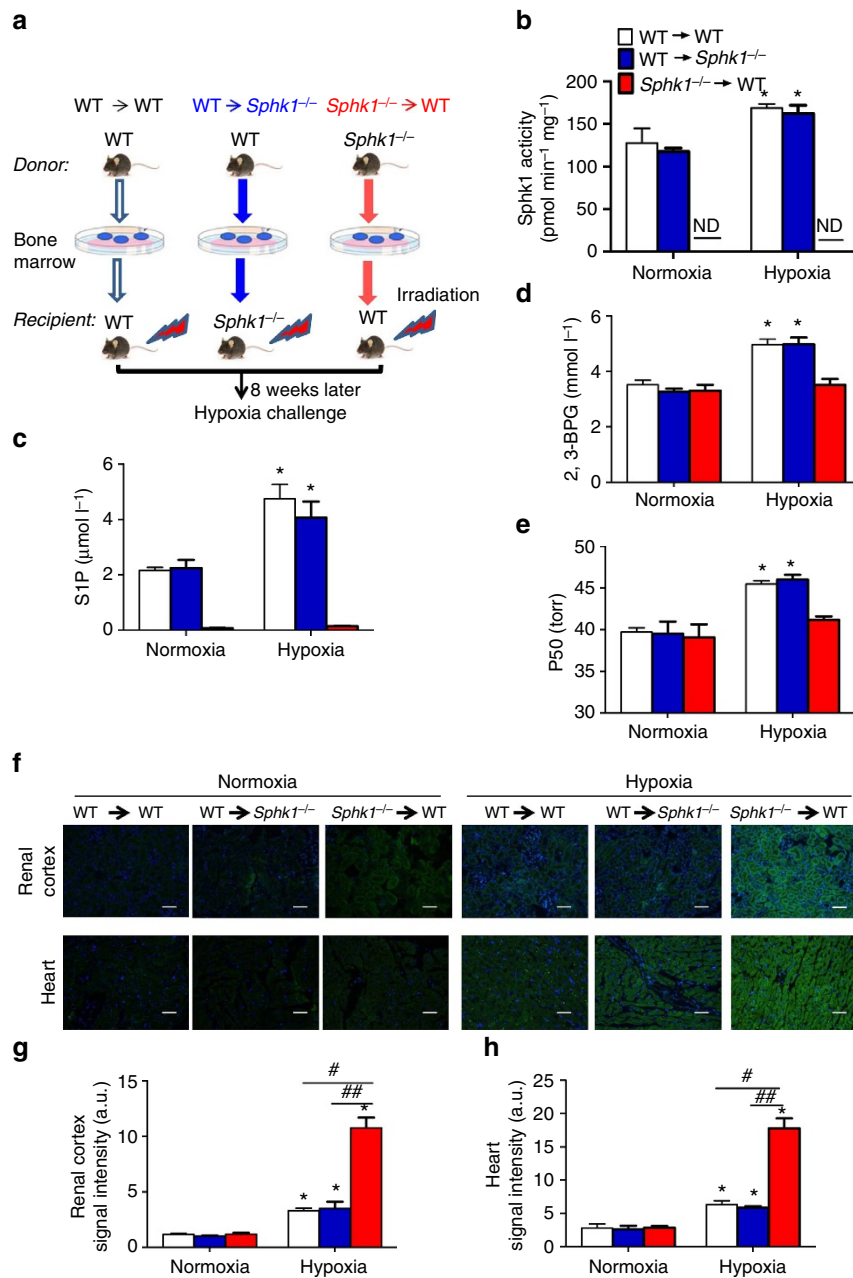 a
WT → WT
WT → Sphk1–/–
Sphk1–/– → WT
WT
WT
Sphk1–/–
Donor:
Bone
marrow
Irradiation
Recipient:
WT
Sphk1–/–
WT
8 weeks later
Hypoxia challenge
b
WT → WT
WT → Sphk1–/–
Sphk1–/– → WT
Sphk1 acticity
(pmol min–1 mg–1)
200
150
100
50
0
* *
ND
ND
Normoxia
Hypoxia
c
S1P (µmol l–1)
6
4
2
0
* *
Normoxia
Hypoxia
d
2, 3-BPG (mmol l–1)
6
4
2
0
* *
Normoxia
Hypoxia
e
P50 (torr)
50
45
40
35
30
* *
Normoxia
Hypoxia
f
Normoxia
Hypoxia
WT → WT
WT → Sphk1–/–
Sphk1–/– → WT
WT → WT
WT → Sphk1–/–
Sphk1–/– → WT
Renal
cortex
Heart
g
Renal cortex
signal intensity (a.u.)
15
10
5
0
#
##
* * *
Normoxia
Hypoxia
h
Heart
signal intensity (a.u.)
25
20
15
10
5
0
#
##
* * *
Normoxia
Hypoxia